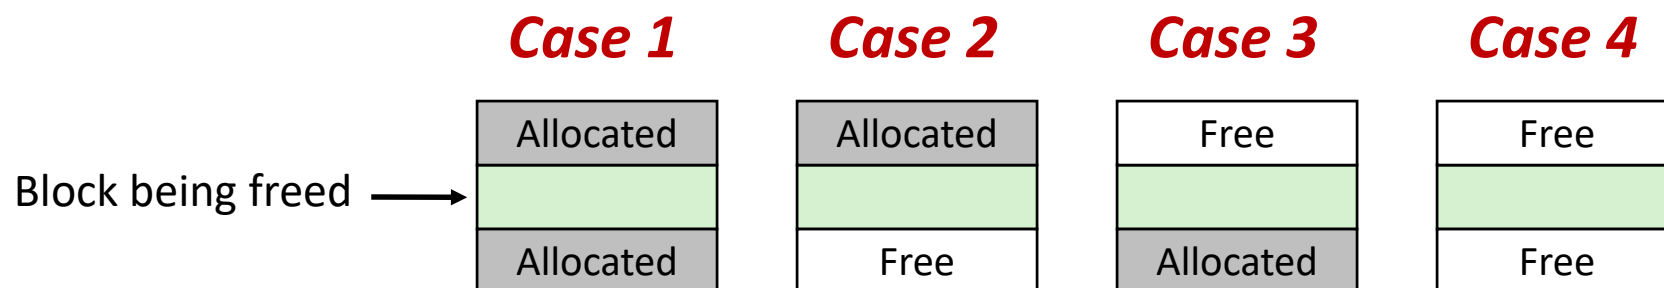 Case 1 Case 2 Case 3 Case 4
Allocated Allocated Free Free
Block being freed
Allocated Free Allocated Free